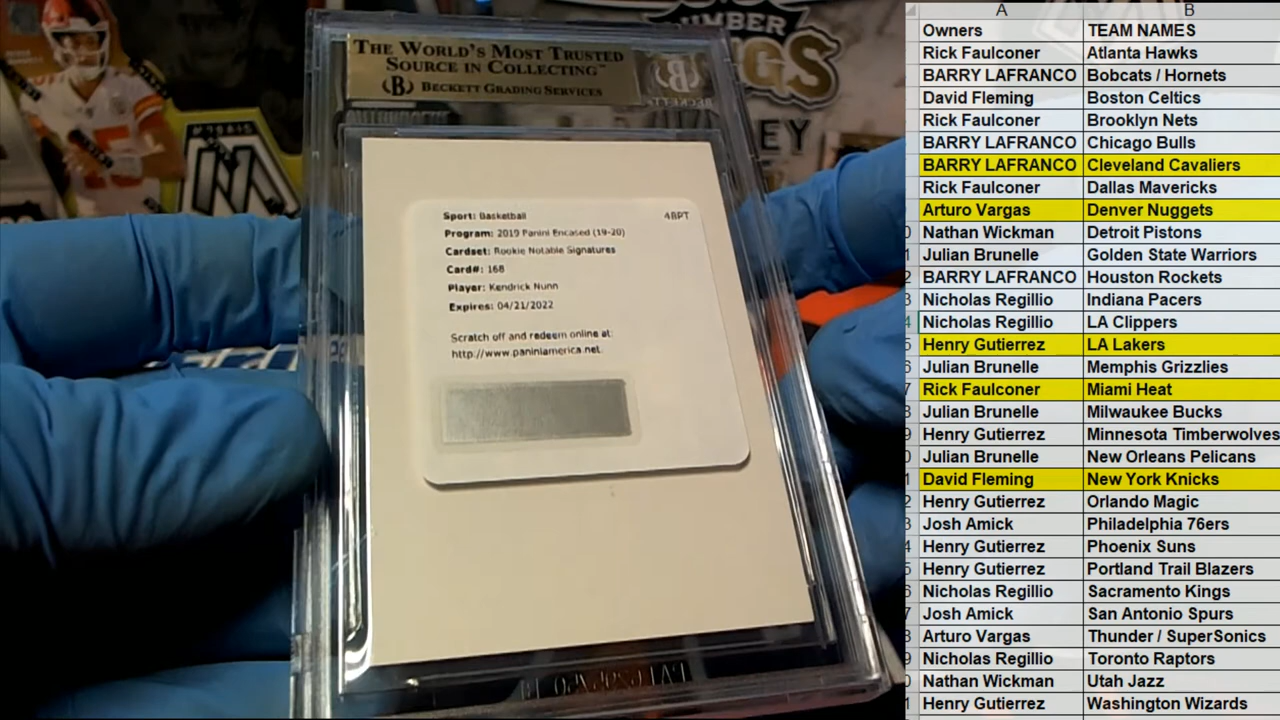 THE WORLD'S MOST TRUSTED
SOURCE IN COLLECTING™
B BECKETT GRADING SERVICES
Sport: Basketball 4BPT
Program: 2019 Panini Encased (19-20)
Cardset: Rookie Notable Signatures
Card#: 168
Player: Kendrick Nunn
Expires: 04/21/2022
Scratch off and redeem online at:
http://www.paniniamerica.net.
A B
Owners TEAM NAMES
Rick Faulconer Atlanta Hawks
BARRY LAFRANCO Bobcats / Hornets
David Fleming Boston Celtics
Rick Faulconer Brooklyn Nets
BARRY LAFRANCO Chicago Bulls
BARRY LAFRANCO Cleveland Cavaliers
Rick Faulconer Dallas Mavericks
Arturo Vargas Denver Nuggets
Nathan Wickman Detroit Pistons
Julian Brunelle Golden State Warriors
BARRY LAFRANCO Houston Rockets
Nicholas Regillio Indiana Pacers
Nicholas Regillio LA Clippers
Henry Gutierrez LA Lakers
Julian Brunelle Memphis Grizzlies
Rick Faulconer Miami Heat
Julian Brunelle Milwaukee Bucks
Henry Gutierrez Minnesota Timberwolves
Julian Brunelle New Orleans Pelicans
David Fleming New York Knicks
Henry Gutierrez Orlando Magic
Josh Amick Philadelphia 76ers
Henry Gutierrez Phoenix Suns
Henry Gutierrez Portland Trail Blazers
Nicholas Regillio Sacramento Kings
Josh Amick San Antonio Spurs
Arturo Vargas Thunder / SuperSonics
Nicholas Regillio Toronto Raptors
Nathan Wickman Utah Jazz
Henry Gutierrez Washington Wizards